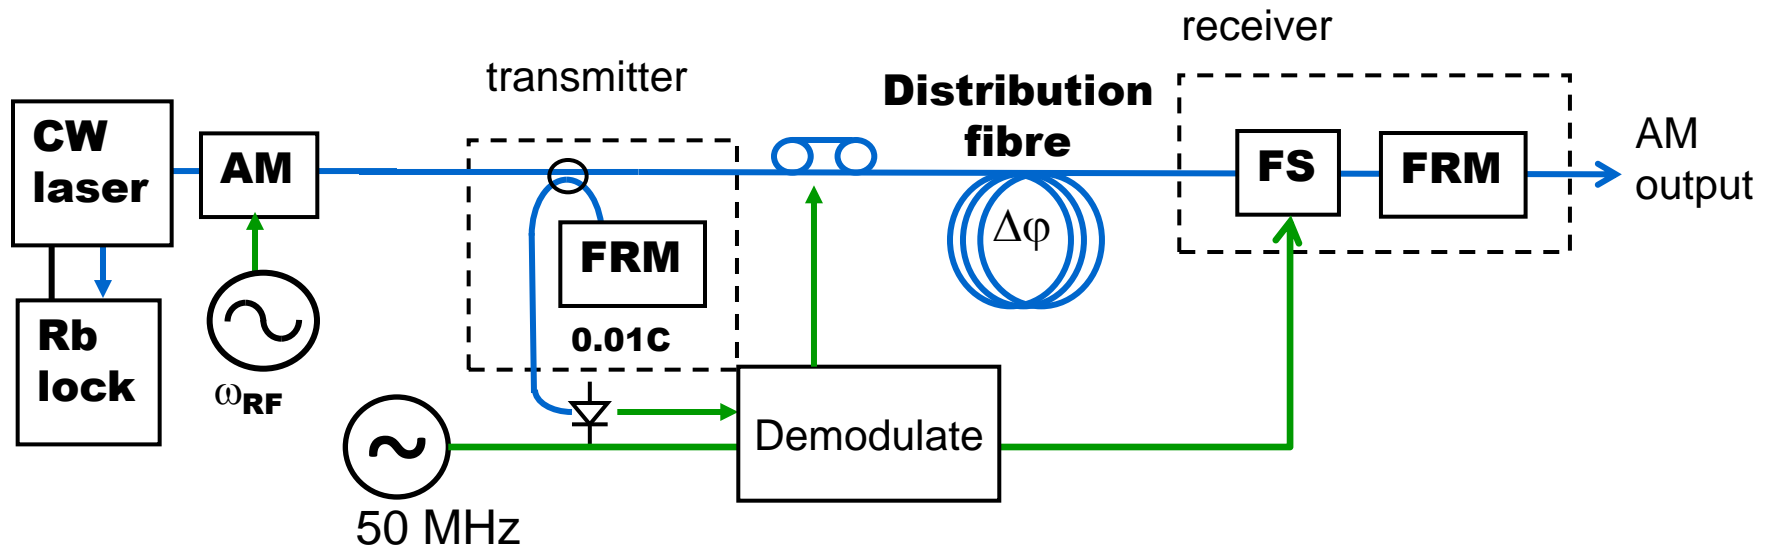 receiver
transmitter
Distribution
fibre
CW
laser
AM
FS
FRM
AM
output
Δφ
FRM
0.01C
Rb
lock
ωRF
Demodulate
50 MHz